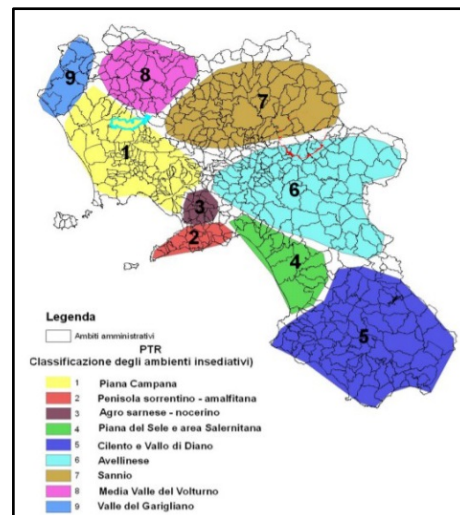 9
8
7
1
6
3
2
4
5
Legenda
Ambiti amministrativi
PTR
Classificazione degli ambienti insediativi)
1 Piana Campana
2 Penisola sorrentino - amalfitana
3 Agro sarnese - nocerino
4 Piana del Sele e area Salernitana
5 Cilento e Vallo di Diano
6 Avellinese
7 Sannio
8 Media Valle del Volturno
9 Valle del Garigliano